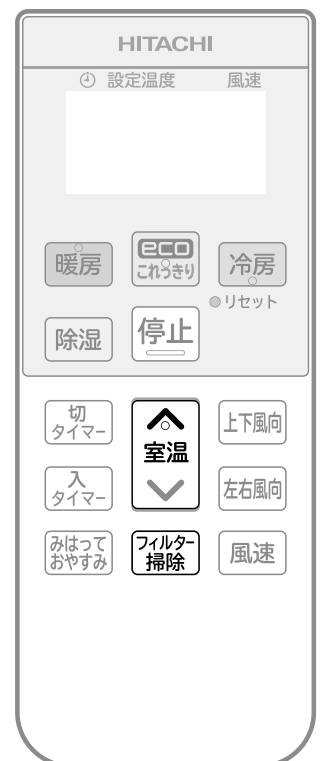 HITACHI
設定温度 風速
暖房
eco
これっきり
冷房
リセット
除湿
停止
切
タイマー
室温
上下風向
入
タイマー
左右風向
みはって
おやすみ
フィルター
掃除
風速